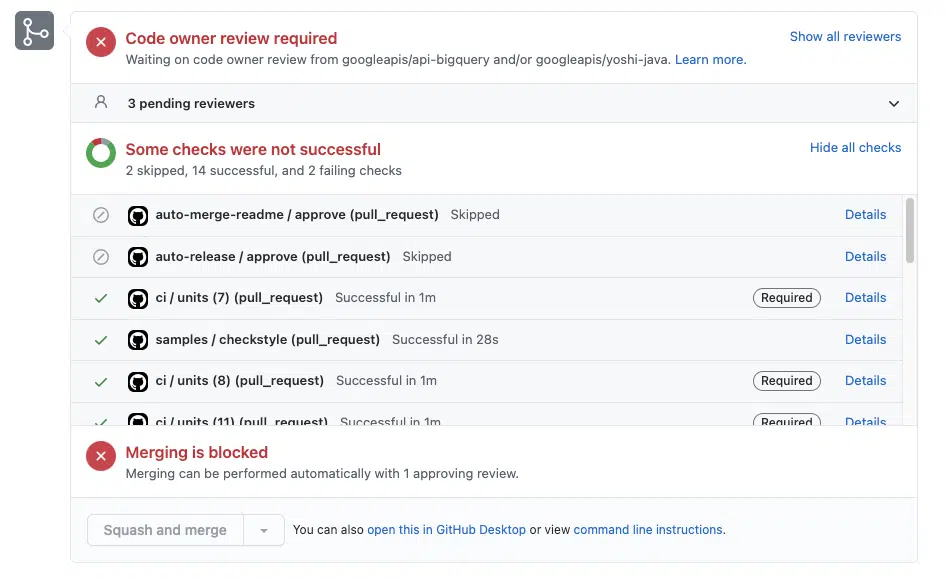 Code owner review required
Show all reviewers
Waiting on code owner review from googleapis/api-bigquery and/or googleapis/yoshi-java. Learn more.
3 pending reviewers
Some checks were not successful
Hide all checks
2 skipped, 14 successful, and 2 failing checks
auto-merge-readme / approve (pull_request) Skipped Details
auto-release / approve (pull_request) Skipped Details
ci / units (7) (pull_request) Successful in 1m Required Details
samples / checkstyle (pull_request) Successful in 28s Details
ci / units (8) (pull_request) Successful in 1m Required Details
ci / units (11) (pull_request) Successful in 1m Required Details
Merging is blocked
Merging can be performed automatically with 1 approving review.
Squash and merge
You can also open this in GitHub Desktop or view command line instructions.